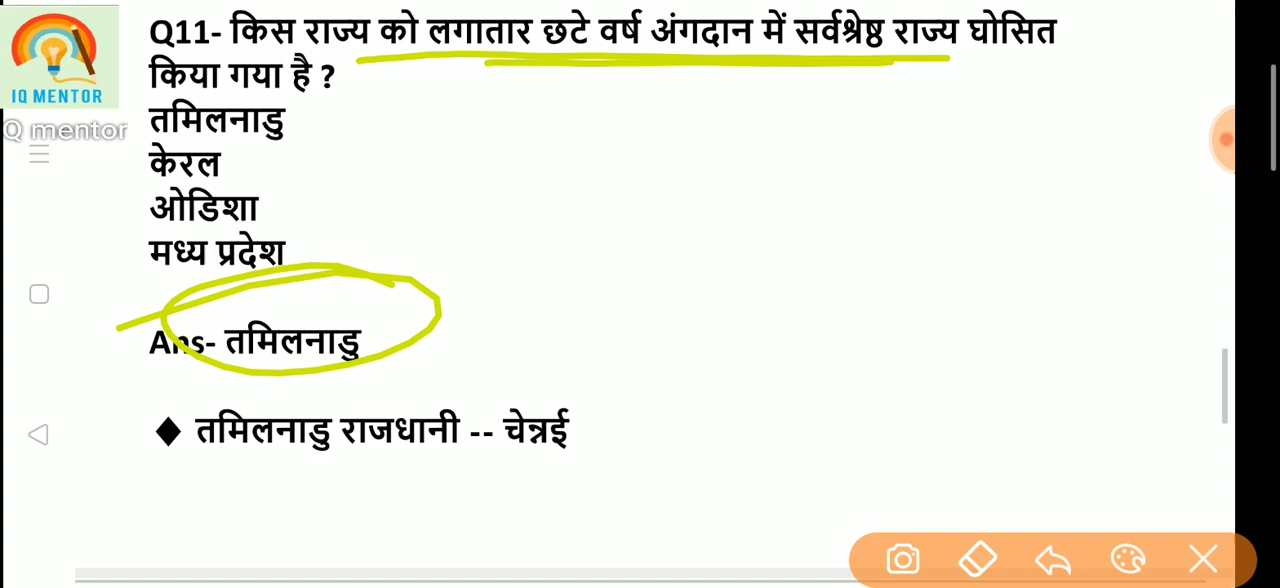 Q11- किस राज्य को लगातार छटे वर्ष अंगदान में सर्वश्रेष्ठ राज्य घोसित
किया गया है ?
IQ MENTOR
Q mentor
तमिलनाडु
केरल
ओडिशा
मध्य प्रदेश
Ans- तमिलनाडु
◆ तमिलनाडु राजधानी -- चेन्नई